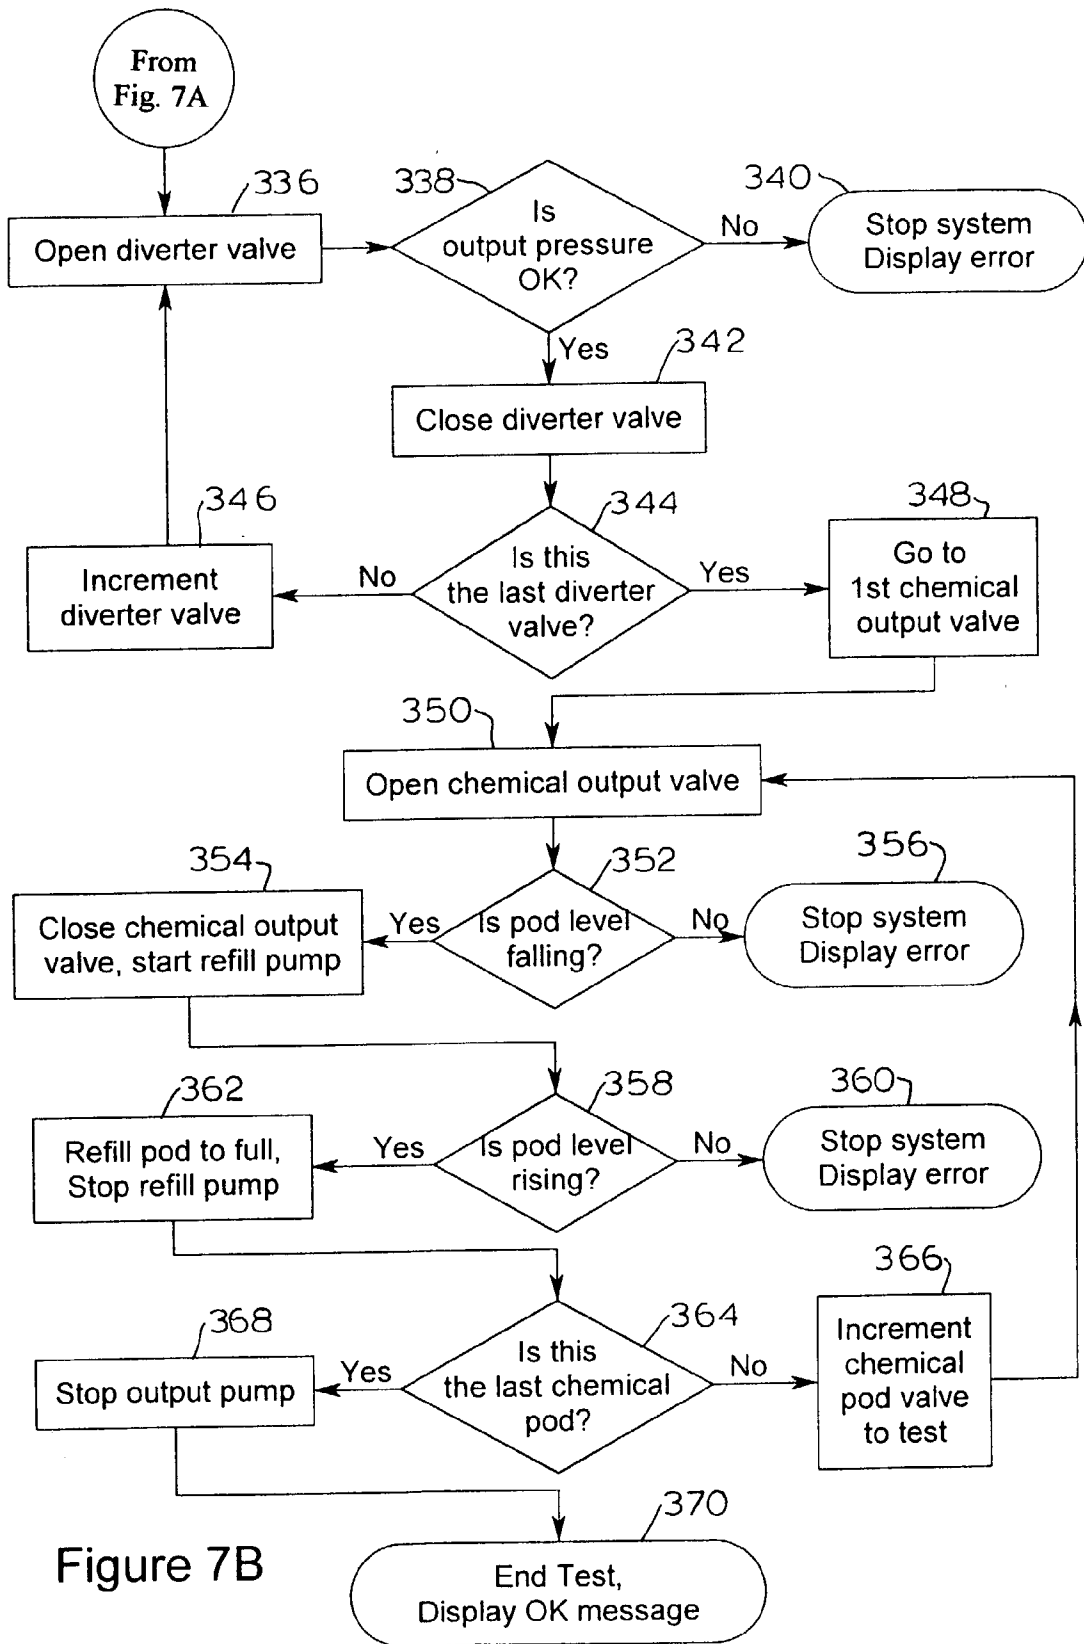 From
Fig. 7A
336
Open diverter valve
338
Is
output pressure
OK?
No
340
Stop system
Display error
Yes
342
Close diverter valve
344
Is this
the last diverter
valve?
No
346
Increment
diverter valve
Yes
348
Go to
1st chemical
output valve
350
Open chemical output valve
352
Is pod level
falling?
Yes
354
Close chemical output
valve, start refill pump
No
356
Stop system
Display error
358
Is pod level
rising?
Yes
362
Refill pod to full,
Stop refill pump
No
360
Stop system
Display error
364
Is this
the last chemical
pod?
No
366
Increment
chemical
pod valve
to test
Yes
368
Stop output pump
370
End Test,
Display OK message
Figure 7B